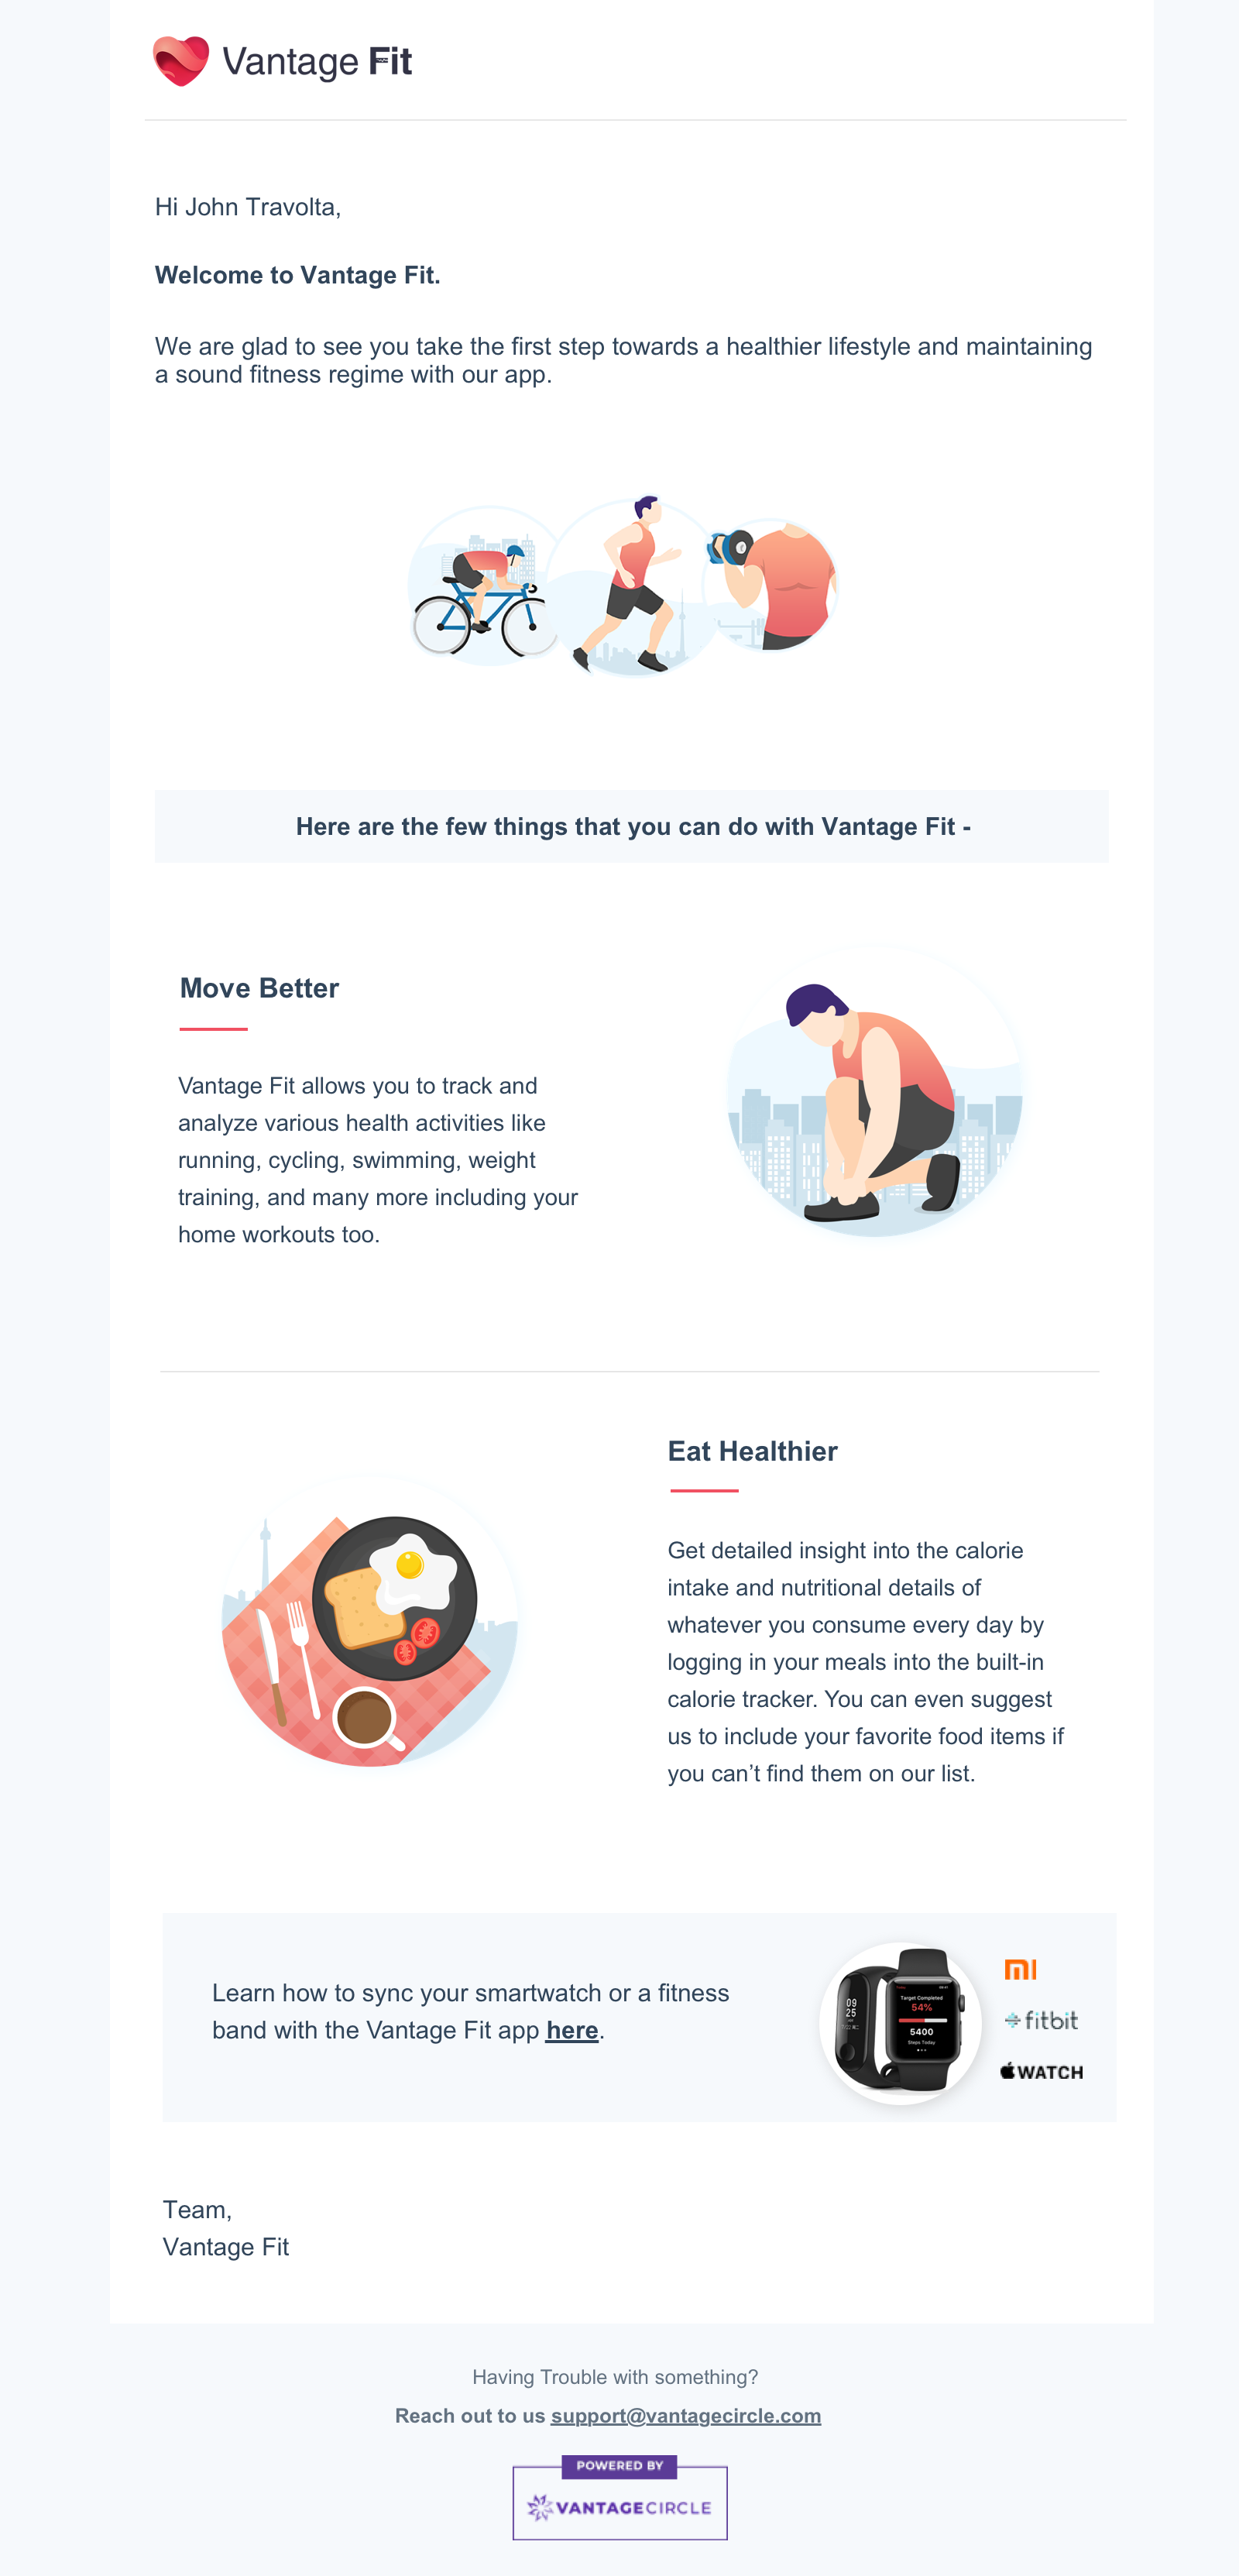 Vantage Fit
Hi John Travolta,
Welcome to Vantage Fit.
We are glad to see you take the first step towards a healthier lifestyle and maintaining
a sound fitness regime with our app.
Here are the few things that you can do with Vantage Fit -
Move Better
Vantage Fit allows you to track and
analyze various health activities like
running, cycling, swimming, weight
training, and many more including your
home workouts too.
Eat Healthier
Get detailed insight into the calorie
intake and nutritional details of
whatever you consume every day by
logging in your meals into the built-in
calorie tracker. You can even suggest
us to include your favorite food items if
you can’t find them on our list.
Learn how to sync your smartwatch or a fitness
band with the Vantage Fit app here.
09
25
Target Completed
54%
5400
Steps Today
mi
fitbit
WATCH
Team,
Vantage Fit
Having Trouble with something?
Reach out to us support@vantagecircle.com
POWERED BY
VANTAGECIRCLE